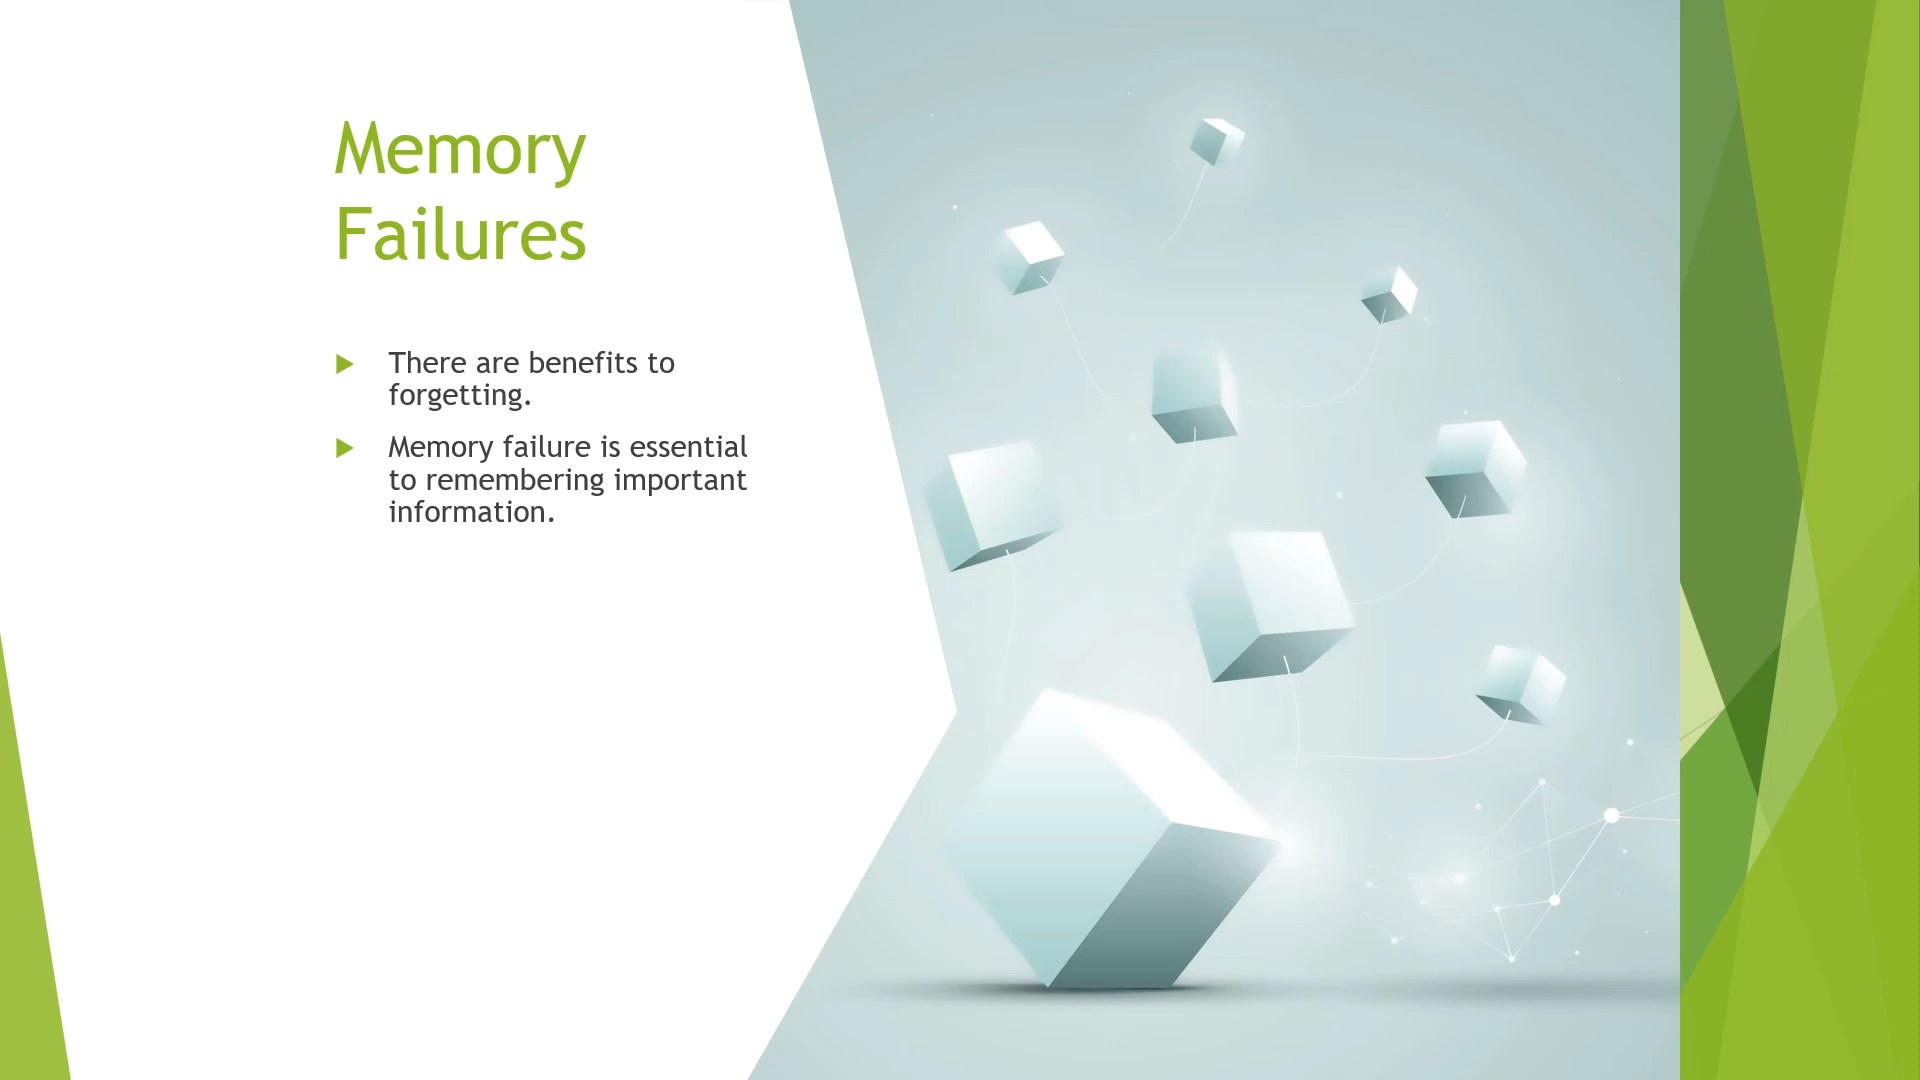 Memory
Failures
There are benefits to
forgetting.
Memory failure is essential
to remembering important
information.